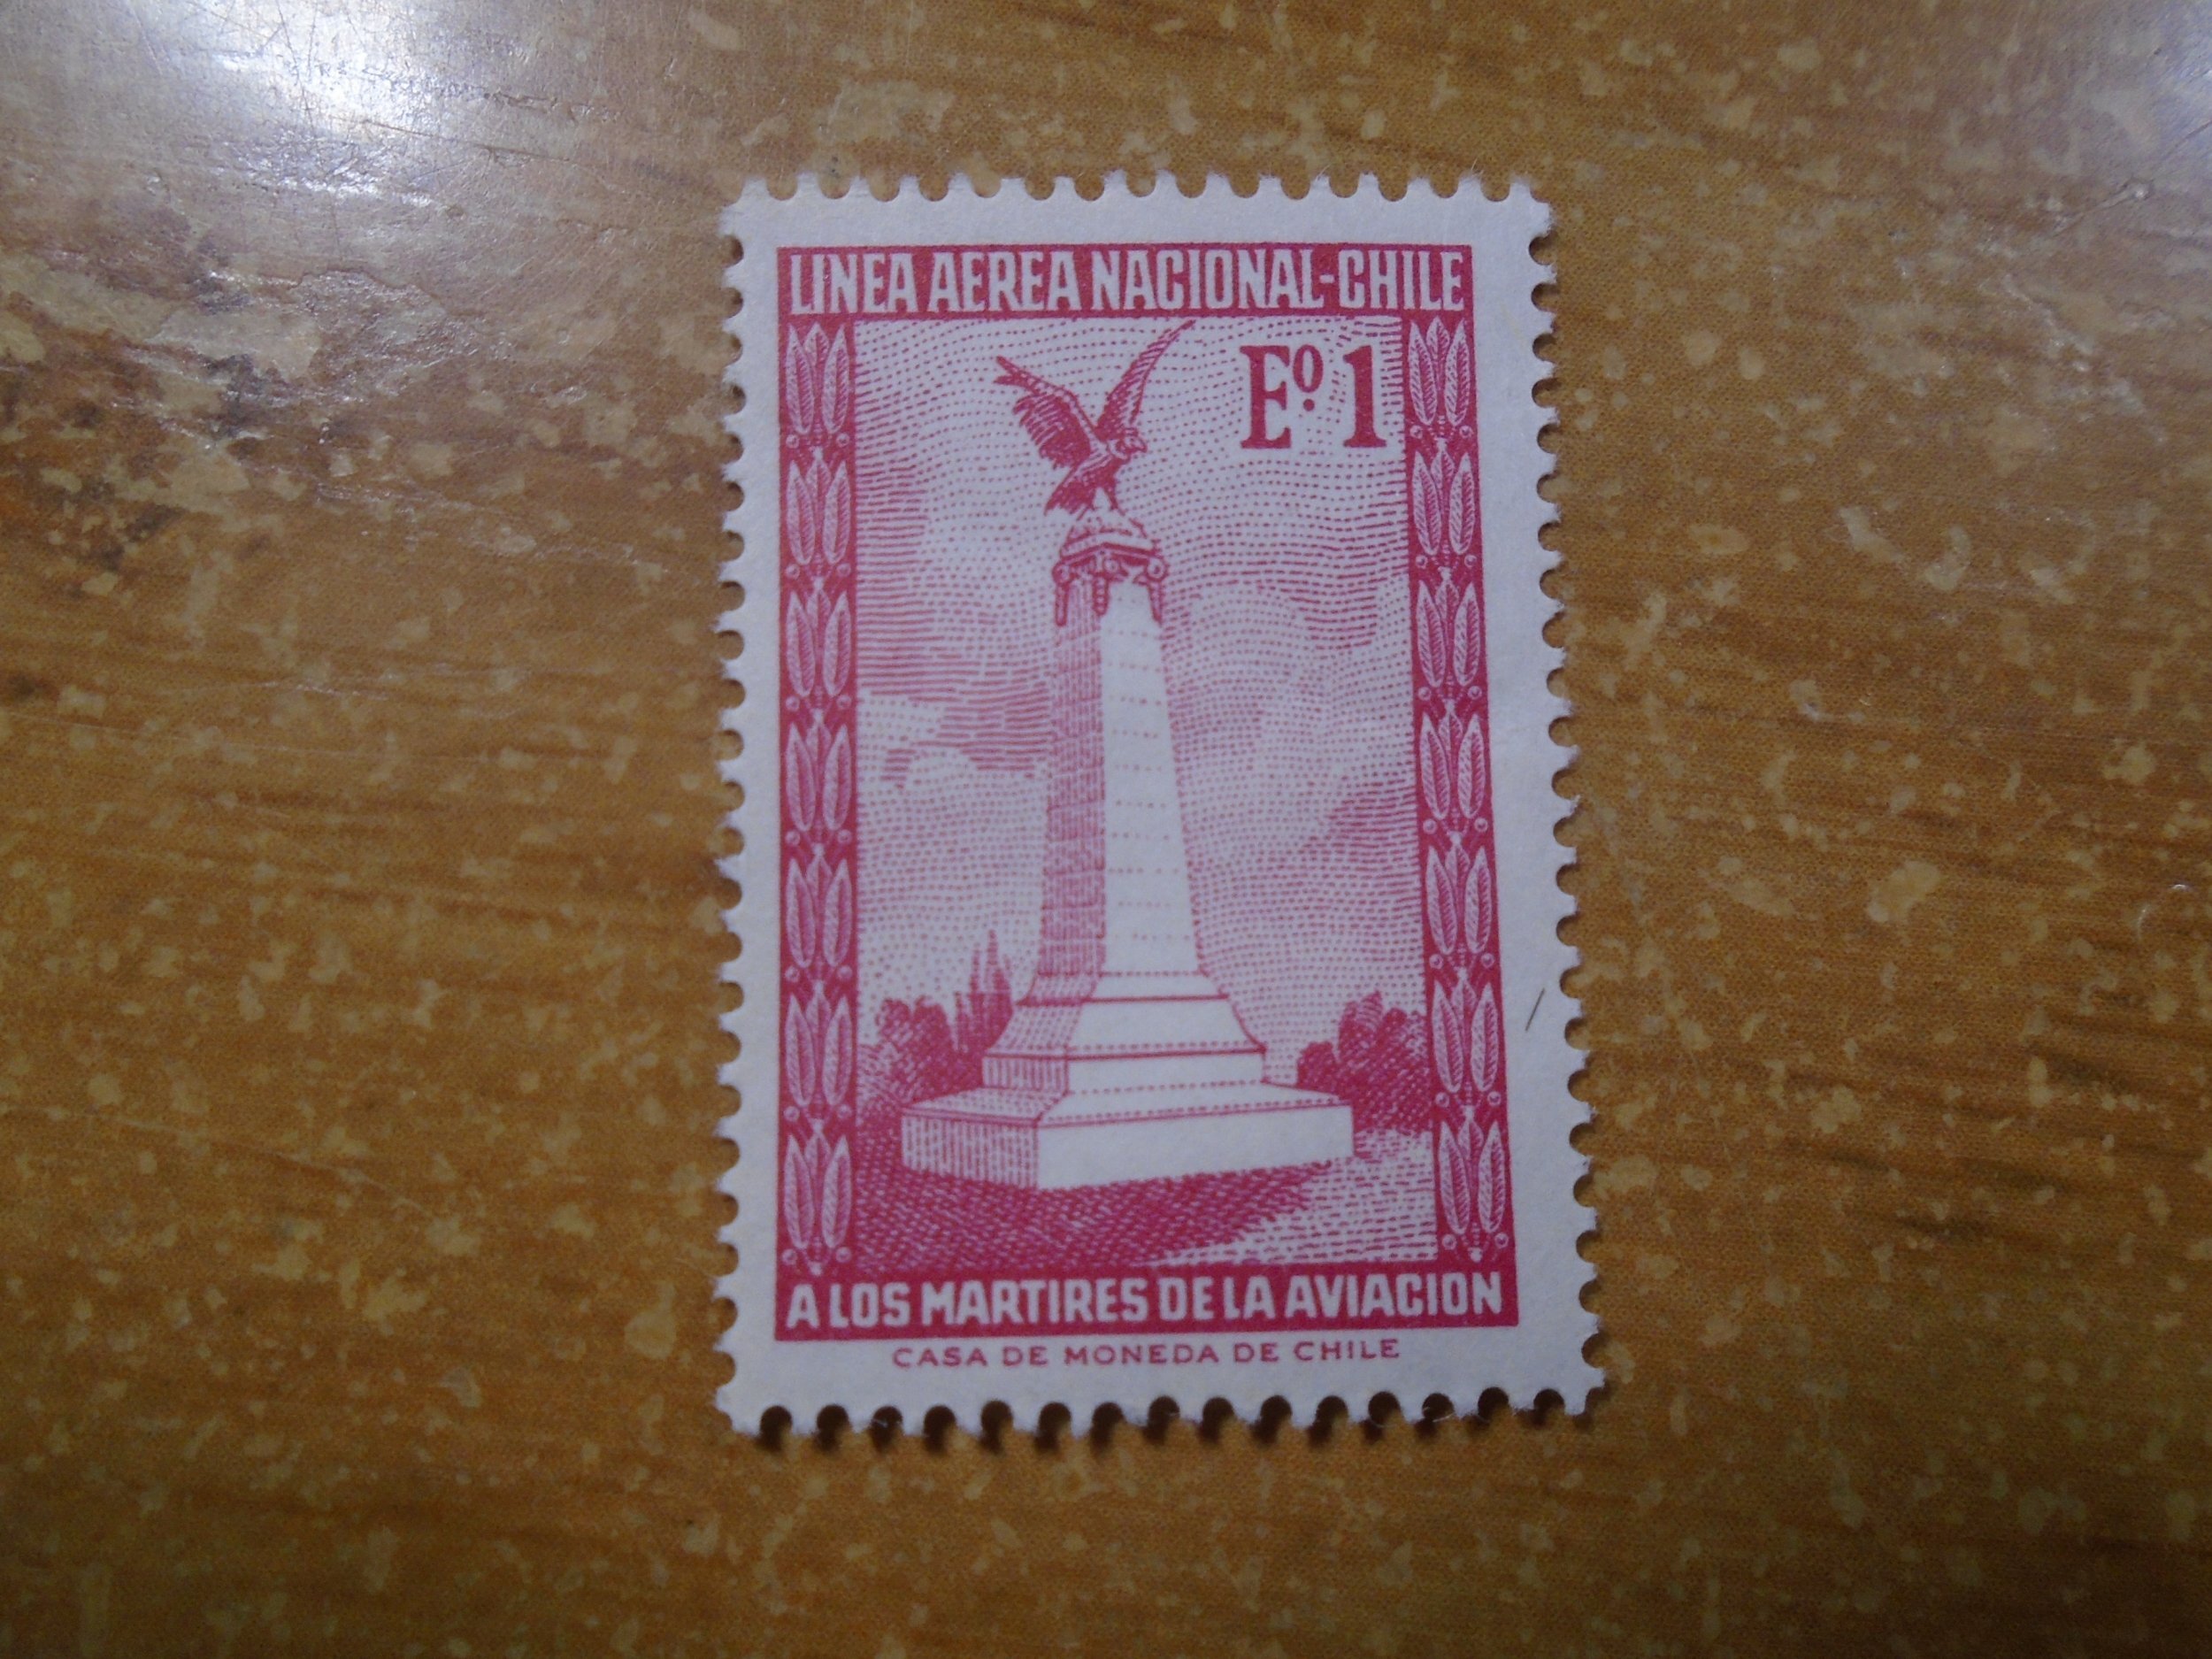 LINEA AEREA NACIONAL-CHILE
Eº 1
A LOS MARTIRES DE LA AVIACION
CASA DE MONEDA DE CHILE